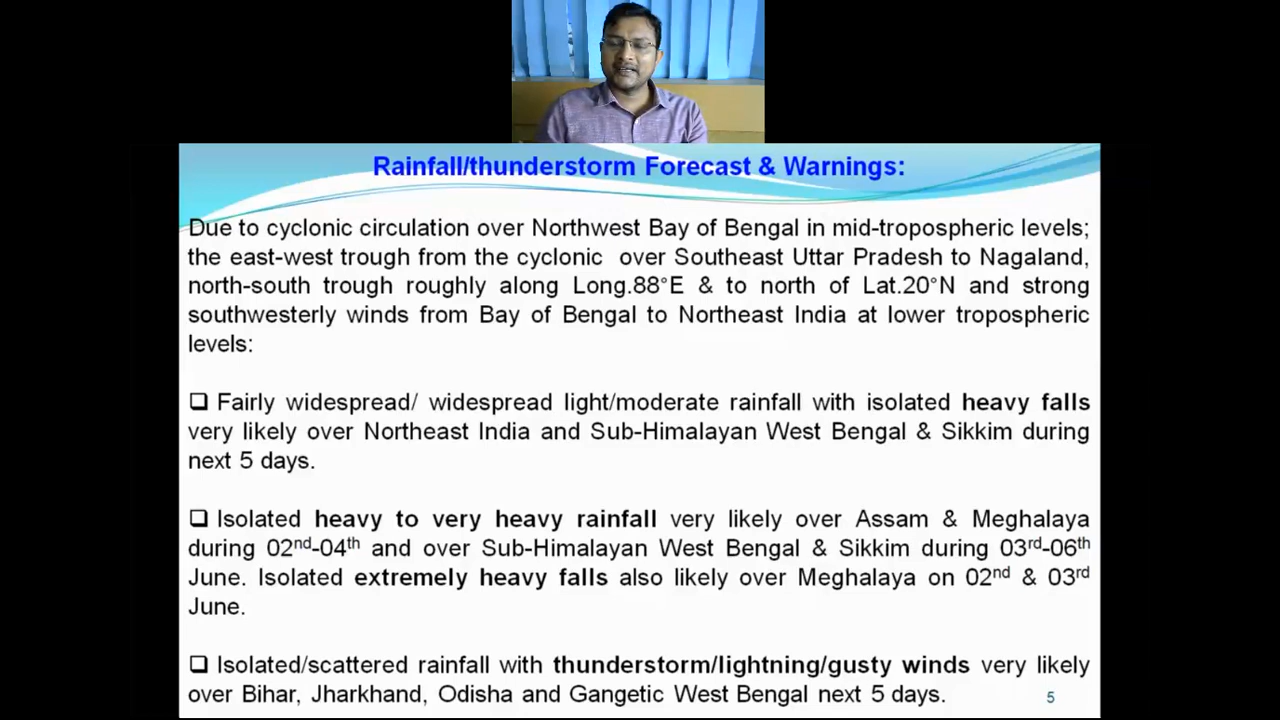 Rainfall/thunderstorm Forecast & Warnings:
Due to cyclonic circulation over Northwest Bay of Bengal in mid-tropospheric levels;
the east-west trough from the cyclonic over Southeast Uttar Pradesh to Nagaland,
north-south trough roughly along Long.88°E & to north of Lat.20°N and strong
southwesterly winds from Bay of Bengal to Northeast India at lower tropospheric
levels:
❑ Fairly widespread/ widespread light/moderate rainfall with isolated heavy falls
very likely over Northeast India and Sub-Himalayan West Bengal & Sikkim during
next 5 days.
❑ Isolated heavy to very heavy rainfall very likely over Assam & Meghalaya
during 02nd-04th and over Sub-Himalayan West Bengal & Sikkim during 03rd-06th
June. Isolated extremely heavy falls also likely over Meghalaya on 02nd & 03rd
June.
❑ Isolated/scattered rainfall with thunderstorm/lightning/gusty winds very likely
over Bihar, Jharkhand, Odisha and Gangetic West Bengal next 5 days.
5